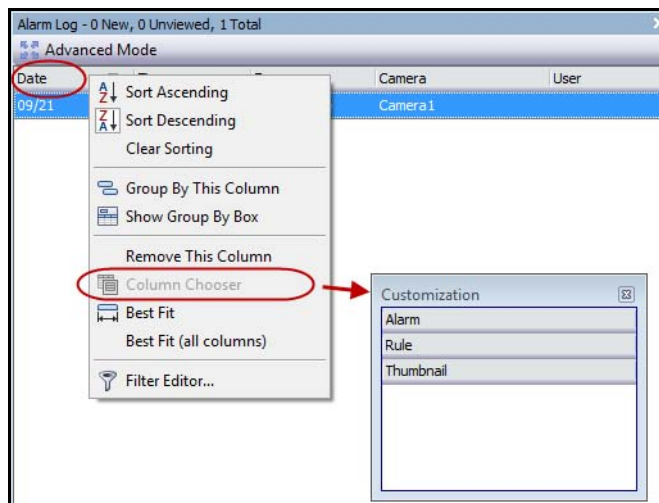 Alarm Log - 0 New, 0 Unviewed, 1 Total
Advanced Mode
Date Camera User
09/21 Camera1
Sort Ascending
Sort Descending
Clear Sorting
Group By This Column
Show Group By Box
Remove This Column
Column Chooser
Best Fit
Best Fit (all columns)
Filter Editor...
Customization
Alarm
Rule
Thumbnail